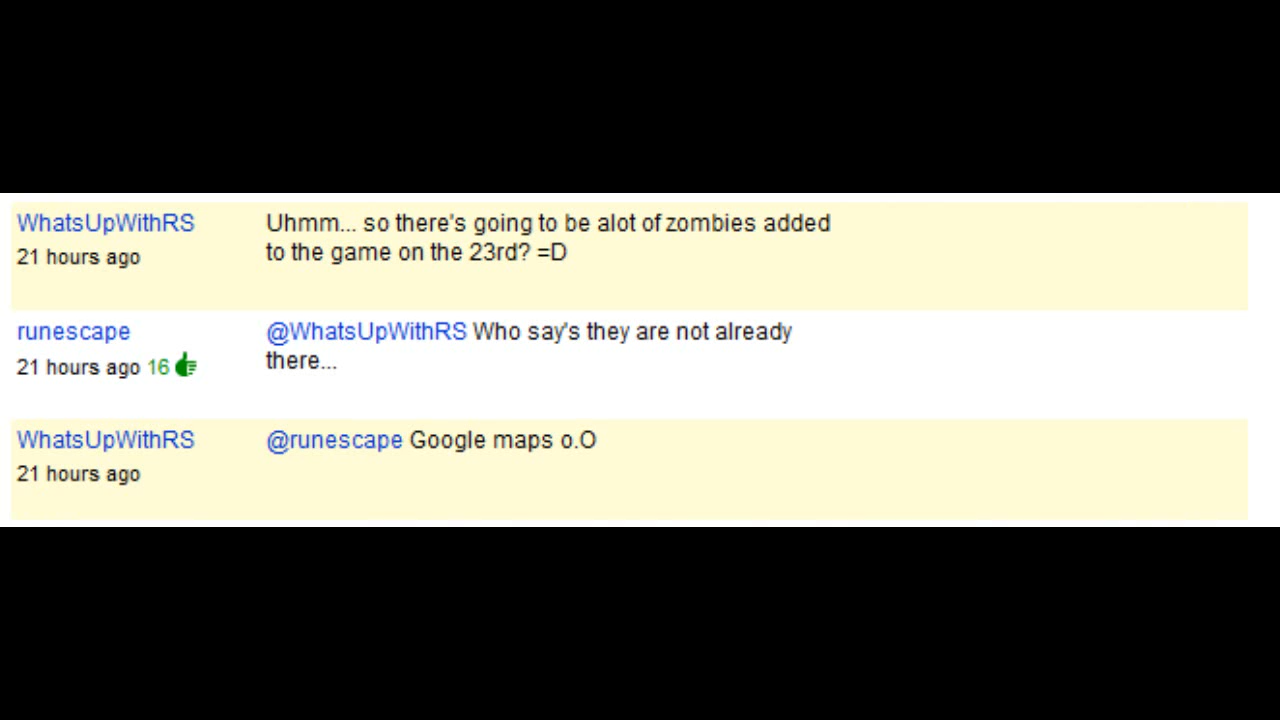 WhatsUpWithRS
21 hours ago
Uhmm... so there's going to be alot of zombies added
to the game on the 23rd? =D
runescape
21 hours ago 16
@WhatsUpWithRS Who say's they are not already
there...
WhatsUpWithRS
21 hours ago
@runescape Google maps o.O